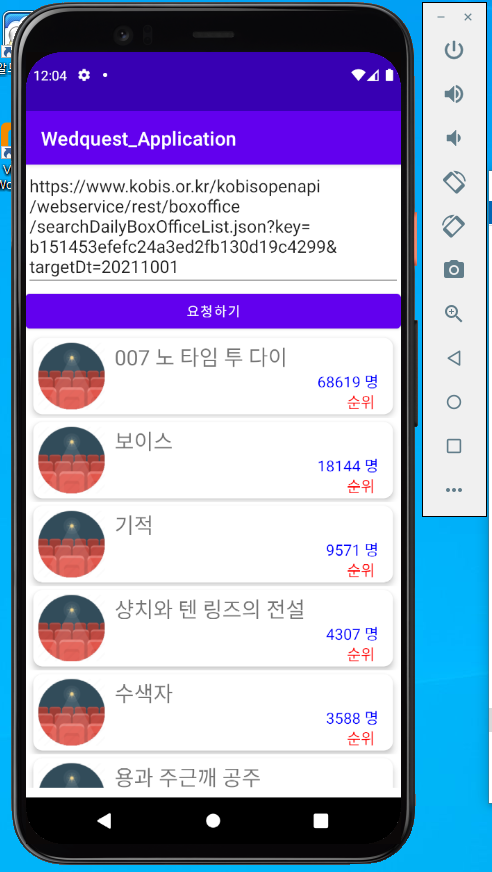 12:04
Wedquest_Application
https://www.kobis.or.kr/kobisopenapi
/webservice/rest/boxoffice
/searchDailyBoxOfficeList.json?key=
b151453efefc24a3ed2fb130d19c4299&
targetDt=20211001
요청하기
007 노 타임 투 다이
68619 명
순위
보이스
18144 명
순위
기적
9571 명
순위
샹치와 텐 링즈의 전설
4307 명
순위
수색자
3588 명
순위
용과 주근깨 공주